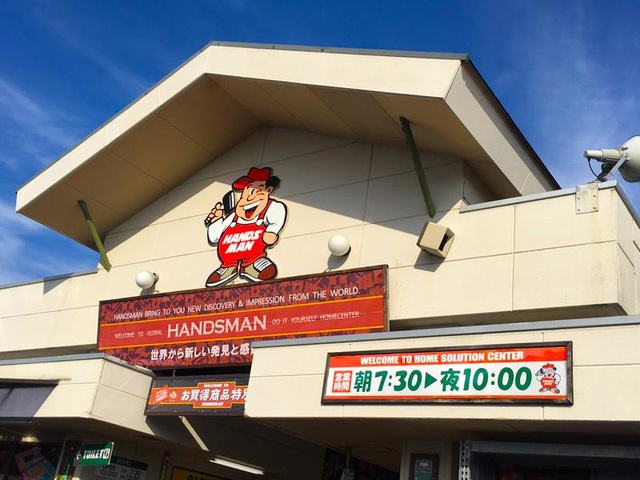 HANDS
MAN
HANDSMAN BRING TO YOU NEW DISCOVERY & IMPRESSION FROM THE WORLD.
WELCOME TO GLOBAL HANDSMAN DO IT YOURSELF HOMECENTER
世界から新しい発見と感
WELCOME TO HOME SOLUTION CENTER
営業時間 朝7:30▶夜10:00
お買得商品特
TOILET